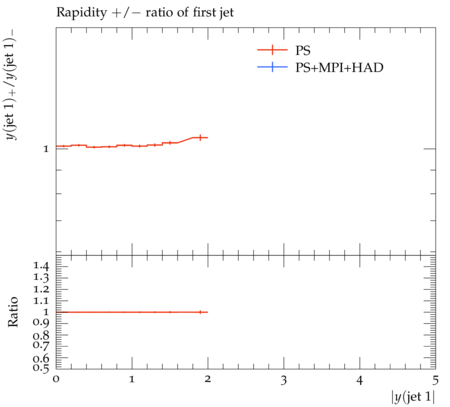 Rapidity +/− ratio of first jet
y(jet 1)₊/y(jet 1)₋
PS
PS+MPI+HAD
1
Ratio
1.4
1.3
1.2
1.1
1
0.9
0.8
0.7
0.6
0.5
0 1 2 3 4 5
|y(jet 1|